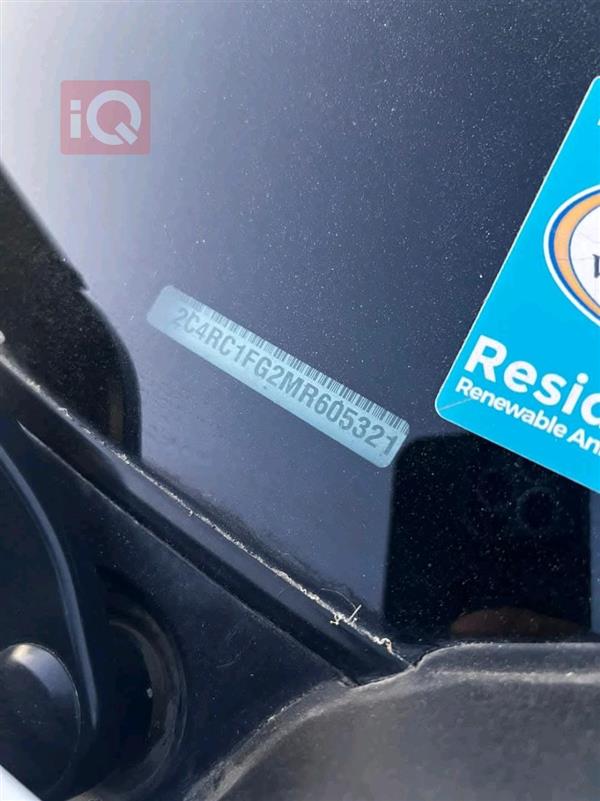 iQ
2C4RC1FG2MR605321
Resid
Renewable An